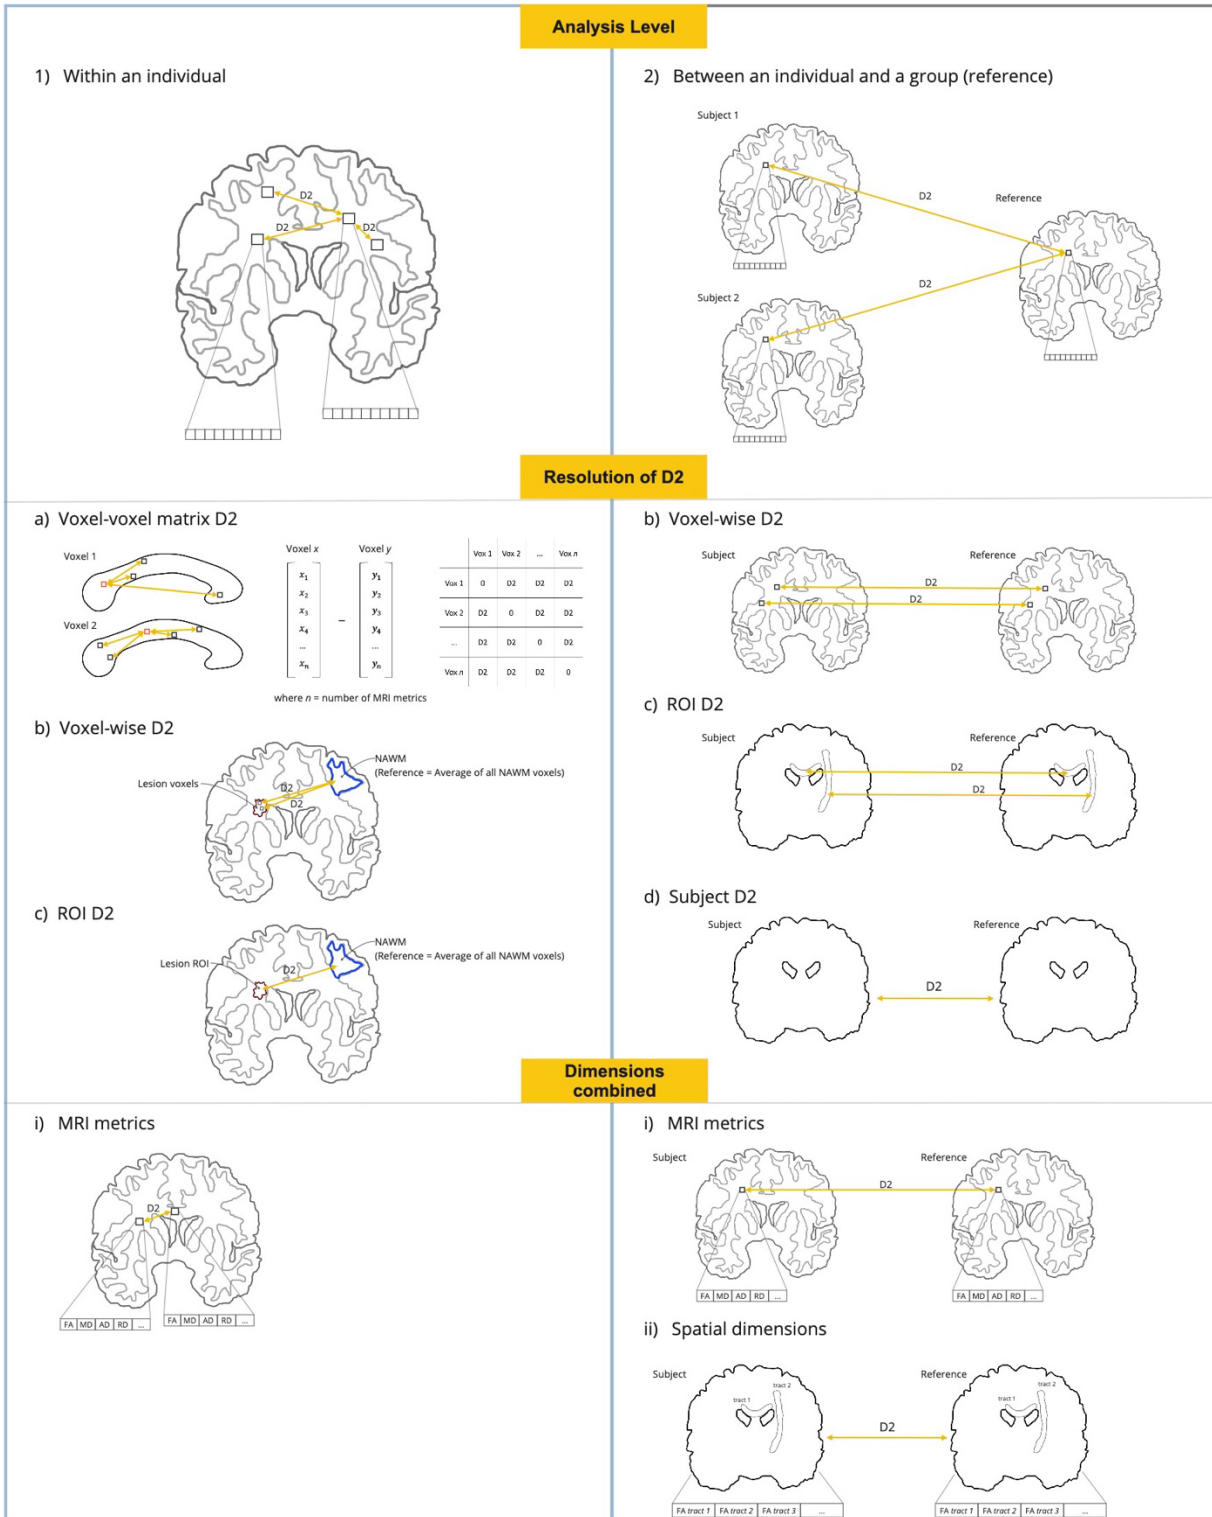 Analysis Level
1) Within an individual
D2
D2
D2
2) Between an individual and a group (reference)
Subject 1
D2
Reference
D2
Subject 2
Resolution of D2
a) Voxel-voxel matrix D2
Voxel 1
Voxel 2
Voxel x
x1
x2
x3
x4
...
xn
–
Voxel y
y1
y2
y3
y4
...
yn
Vox 1 Vox 2 ... Vox n
Vox 1 0 D2 D2 D2
Vox 2 D2 0 D2 D2
... D2 D2 0 D2
Vox n D2 D2 D2 0
where n = number of MRI metrics
b) Voxel-wise D2
Lesion voxels
D2
D2
NAWM
(Reference = Average of all NAWM voxels)
c) ROI D2
Lesion ROI
D2
NAWM
(Reference = Average of all NAWM voxels)
b) Voxel-wise D2
Subject
Reference
D2
D2
c) ROI D2
Subject
Reference
D2
D2
d) Subject D2
Subject
Reference
D2
Dimensions
combined
i) MRI metrics
D2
FA MD AD RD ...
FA MD AD RD ...
i) MRI metrics
Subject
Reference
D2
FA MD AD RD ...
FA MD AD RD ...
ii) Spatial dimensions
Subject
Reference
tract 1
tract 2
D2
tract 1
tract 2
FA tract 1 FA tract 2 FA tract 3 ...
FA tract 1 FA tract 2 FA tract 3 ...